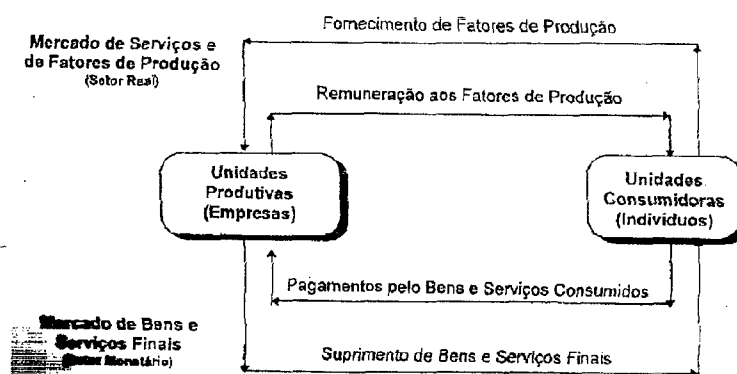 Fornecimento de Fatores de Produção
Mercado de Serviços e
de Fatores de Produção
(Setor Real)
Remuneração aos Fatores de Produção
Unidades
Produtivas
(Empresas)
Unidades
Consumidoras
(Indivíduos)
Pagamentos pelo Bens e Serviços Consumidos
Mercado de Bens e
Serviços Finais
(Setor Monetário)
Suprimento de Bens e Serviços Finais